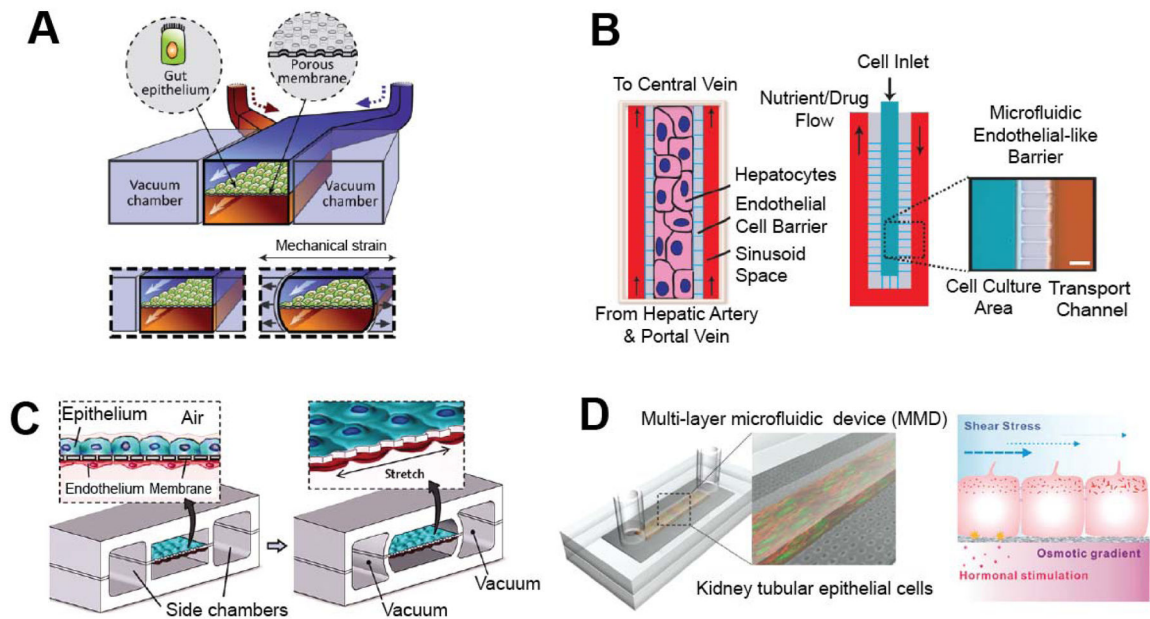 A
Gut
epithelium
Porous
membrane
Vacuum
chamber
Vacuum
chamber
Mechanical strain
B
To Central Vein
Hepatocytes
Endothelial
Cell Barrier
Sinusoid
Space
From Hepatic Artery
& Portal Vein
Cell Inlet
Nutrient/Drug
Flow
Microfluidic
Endothelial-like
Barrier
Cell Culture
Area
Transport
Channel
C
Epithelium
Air
Endothelium Membrane
Side chambers
Stretch
Vacuum
Vacuum
D
Multi-layer microfluidic device (MMD)
Kidney tubular epithelial cells
Shear Stress
Osmotic gradient
Hormonal stimulation